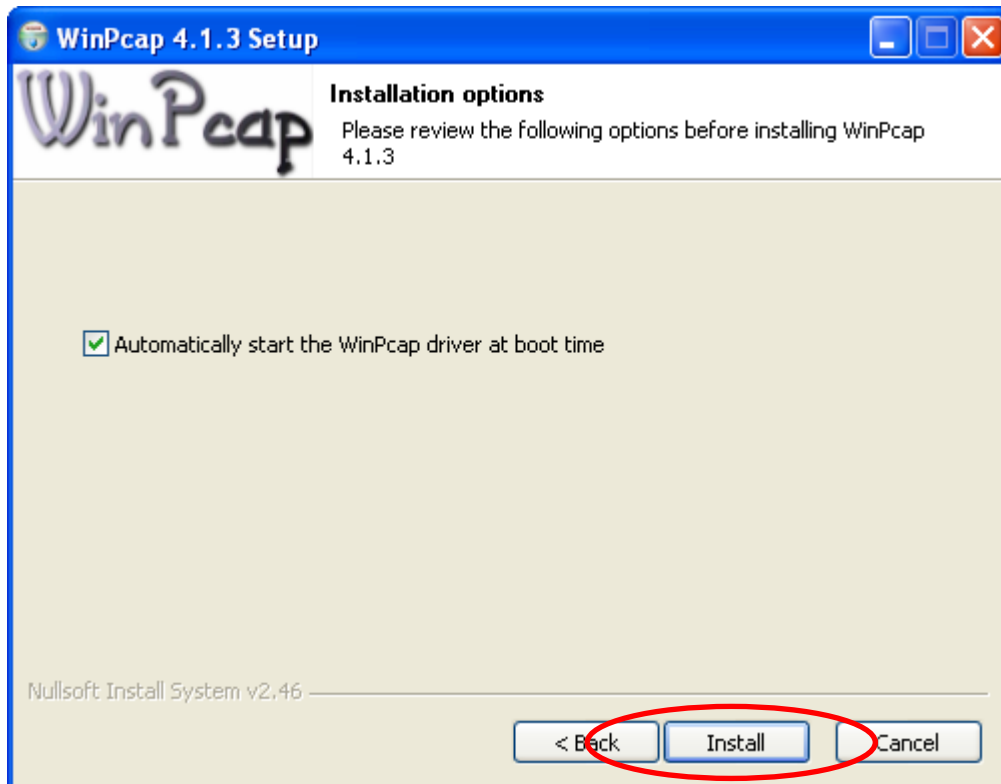 WinPcap 4.1.3 Setup
WinPcap
Installation options
Please review the following options before installing WinPcap
4.1.3
Automatically start the WinPcap driver at boot time
Nullsoft Install System v2.46
< Back Install Cancel